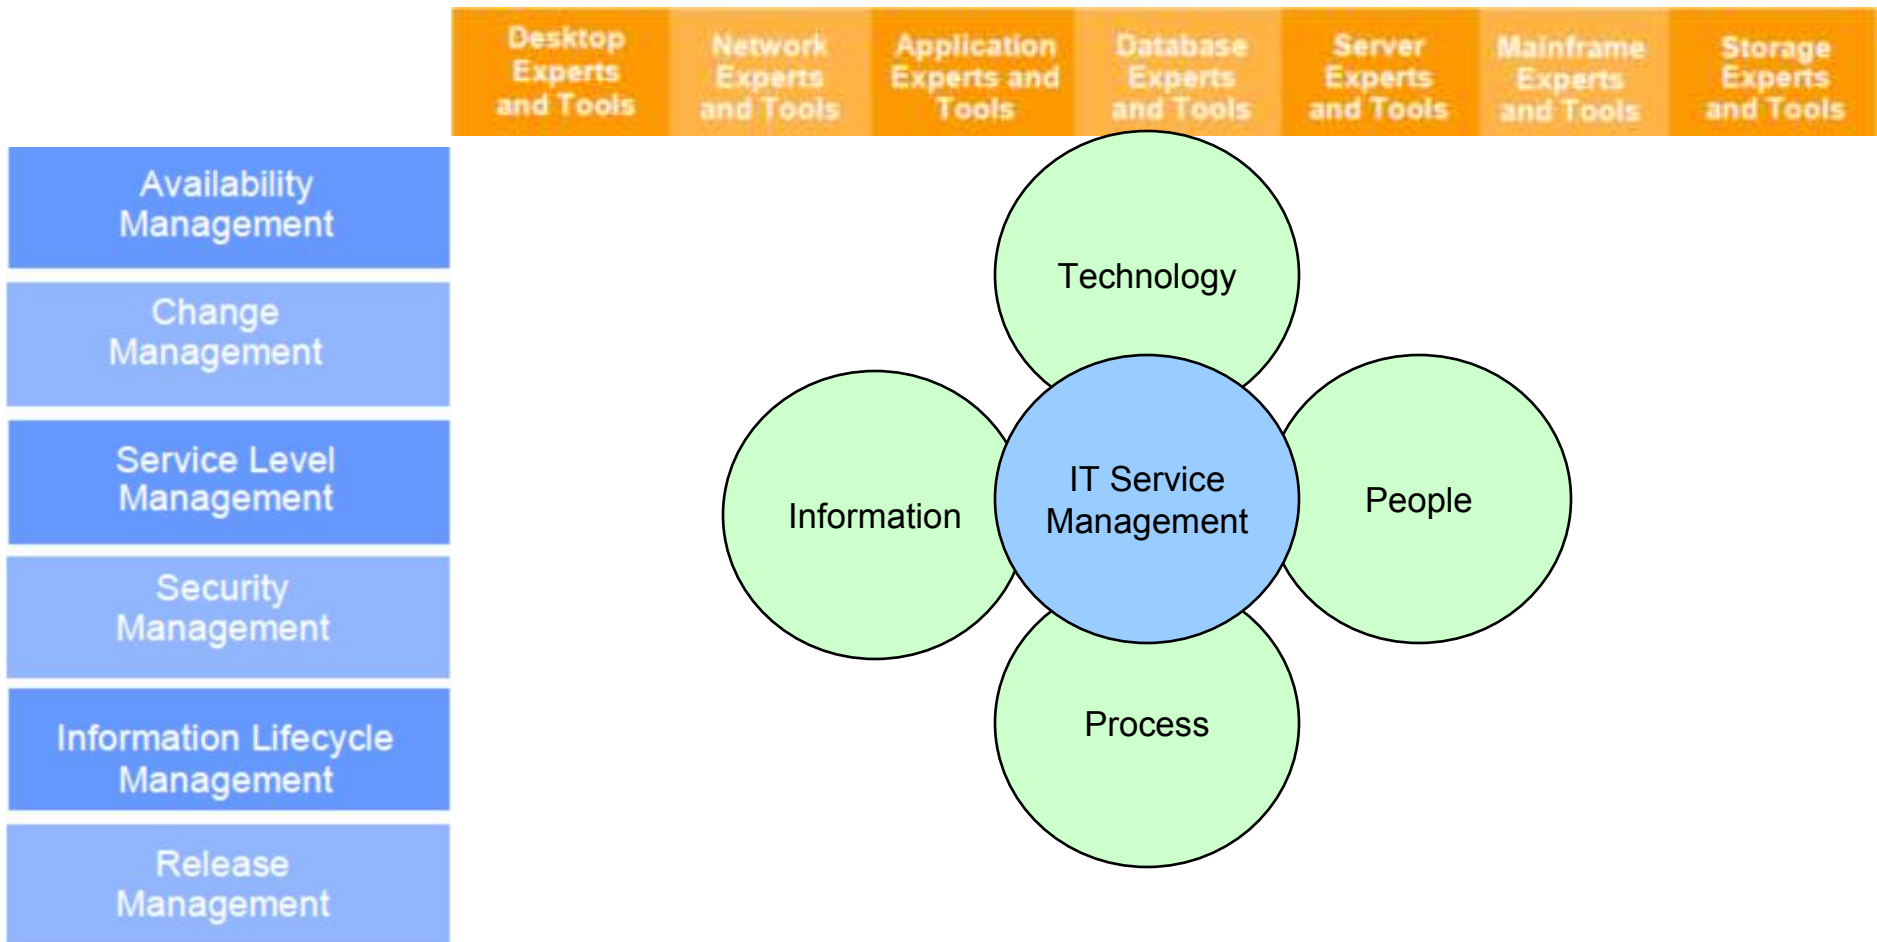 Desktop
Experts
and Tools
Network
Experts
and Tools
Application
Experts and
Tools
Database
Experts
and Tools
Server
Experts
and Tools
Mainframe
Experts
and Tools
Storage
Experts
and Tools
Availability
Management
Change
Management
Service Level
Management
Security
Management
Information Lifecycle
Management
Release
Management
Technology
Information
IT Service
Management
People
Process